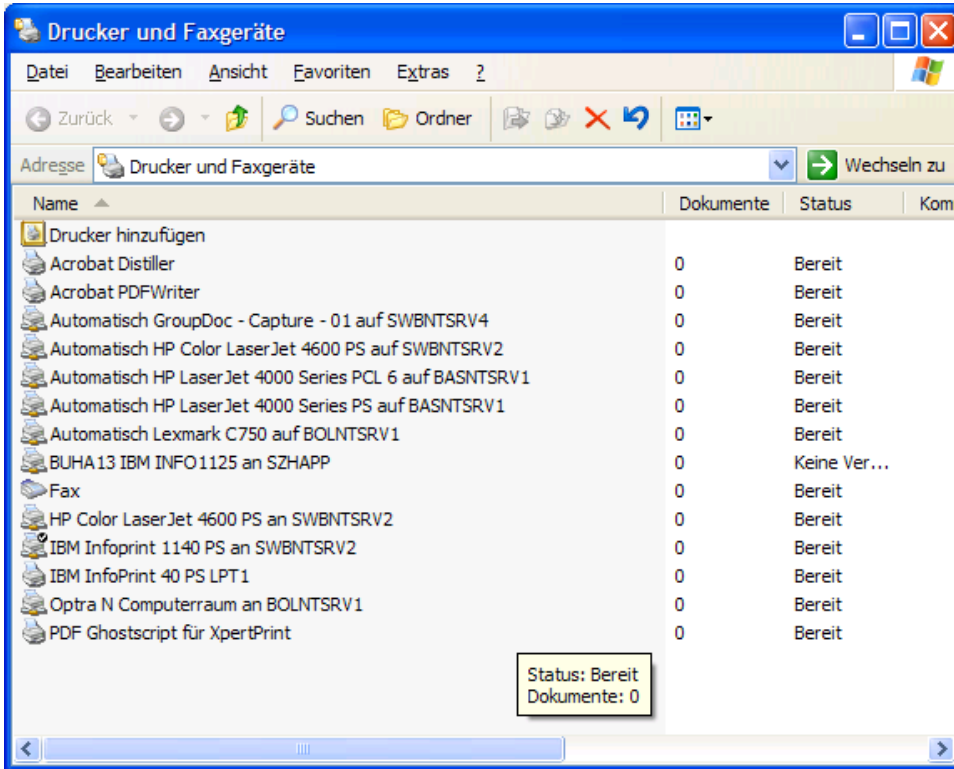 Drucker und Faxgeräte
Datei Bearbeiten Ansicht Favoriten Extras ?
Zurück Suchen Ordner
Adresse Drucker und Faxgeräte Wechseln zu
Name Dokumente Status Kom
Drucker hinzufügen
Acrobat Distiller 0 Bereit
Acrobat PDFWriter 0 Bereit
Automatisch GroupDoc - Capture - 01 auf SWBNTSRV4 0 Bereit
Automatisch HP Color LaserJet 4600 PS auf SWBNTSRV2 0 Bereit
Automatisch HP LaserJet 4000 Series PCL 6 auf BASNTSRV1 0 Bereit
Automatisch HP LaserJet 4000 Series PS auf BASNTSRV1 0 Bereit
Automatisch Lexmark C750 auf BOLNTSRV1 0 Bereit
BUHA13 IBM INFO1125 an SZHAPP 0 Keine Ver...
Fax 0 Bereit
HP Color LaserJet 4600 PS an SWBNTSRV2 0 Bereit
IBM Infoprint 1140 PS an SWBNTSRV2 0 Bereit
IBM InfoPrint 40 PS LPT1 0 Bereit
Optra N Computerraum an BOLNTSRV1 0 Bereit
PDF Ghostscript für XpertPrint 0 Bereit
Status: Bereit
Dokumente: 0